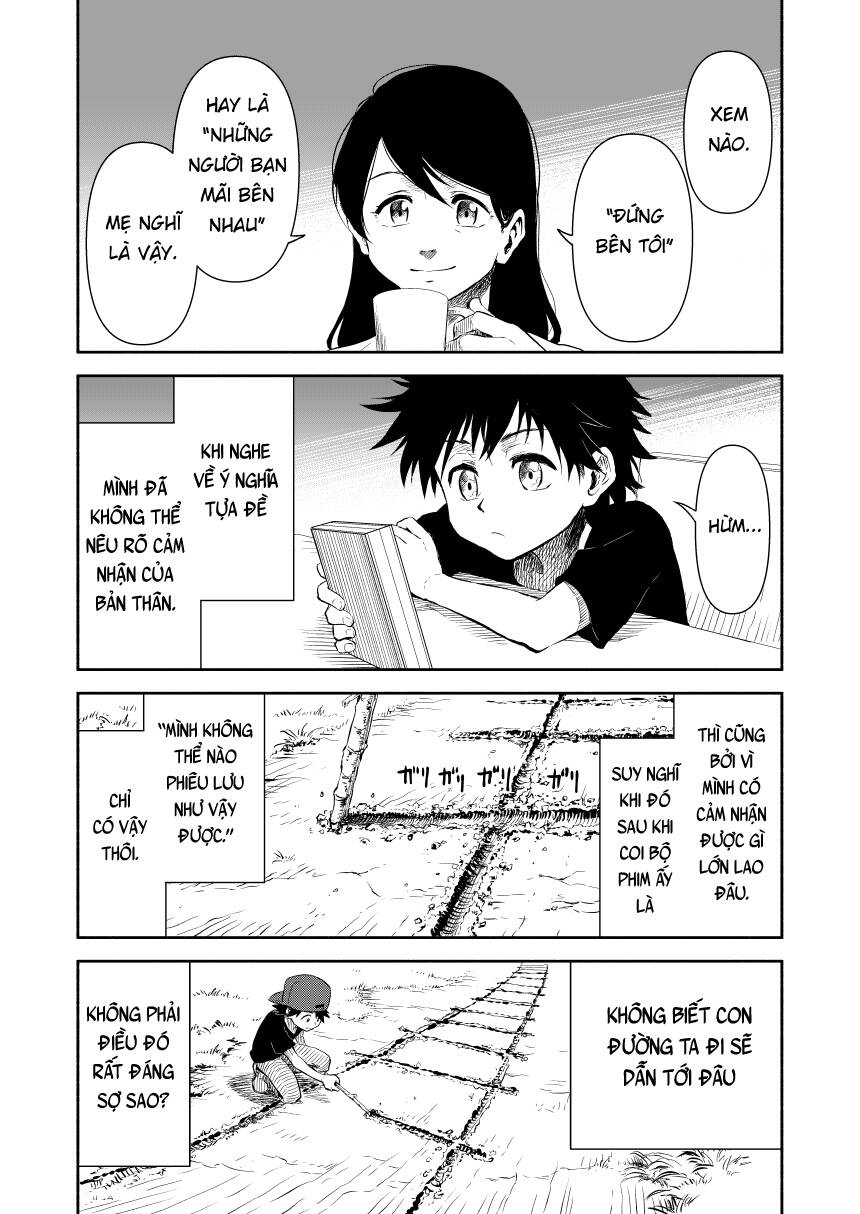 XEM
NÀO.
"ĐỨNG
BÊN TÔI"
HAY LÀ
"NHỮNG
NGƯỜI BẠN
MÃI BÊN
NHAU"
MẸ NGHĨ
LÀ VẬY.
HỪM...
KHI NGHE
VỀ Ý NGHĨA
TỰA ĐỀ
MÌNH ĐÃ
KHÔNG THỂ
NÊU RÕ CẢM
NHẬN CỦA
BẢN THÂN.
THÌ CŨNG
BỞI VÌ
MÌNH CÓ
CẢM NHẬN
ĐƯỢC GÌ
LỚN LAO
ĐÂU.
SUY NGHĨ
KHI ĐÓ
SAU KHI
COI BỘ
PHIM ẤY
LÀ
ガリ ガリ ガリ ガリ
"MÌNH KHÔNG
THỂ NÀO
PHIÊU LƯU
NHƯ VẬY
ĐƯỢC."
CHỈ
CÓ VẬY
THÔI.
KHÔNG BIẾT CON
ĐƯỜNG TA ĐI SẼ
DẪN TỚI ĐÂU
KHÔNG PHẢI
ĐIỀU ĐÓ
RẤT ĐÁNG
SỢ SAO?